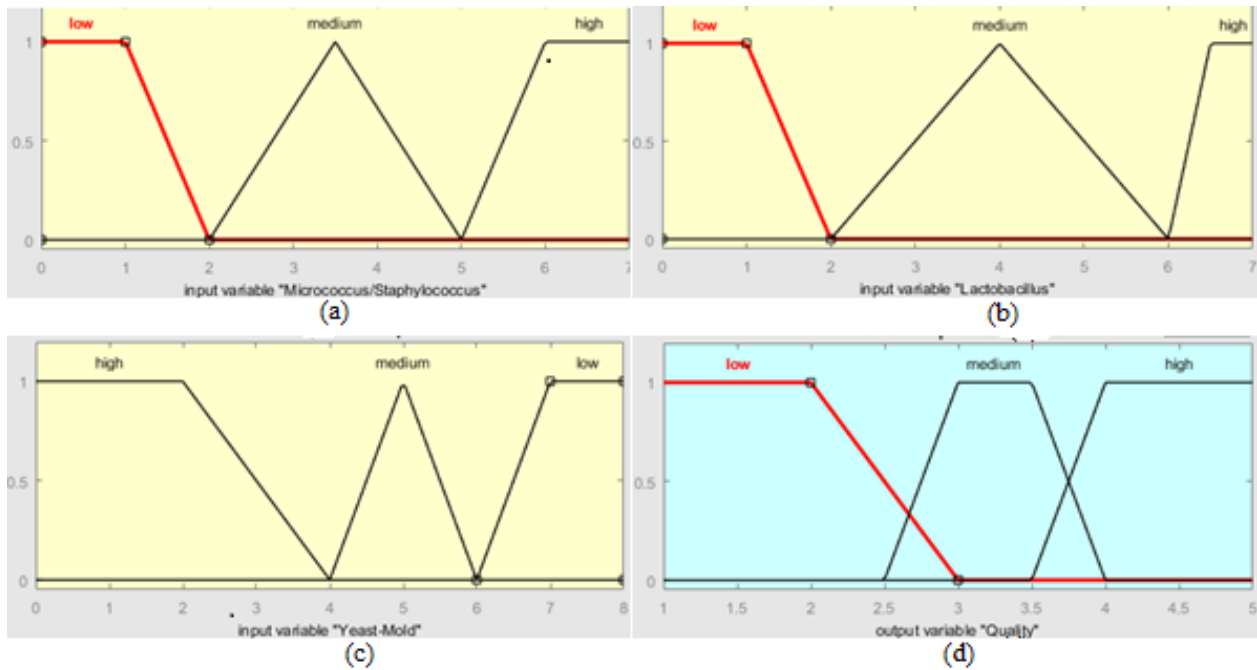 low medium high
1
0.5
0
0 1 2 3 4 5 6 7
input variable "Micrococcus/Staphylococcus"
(a)
low medium high
1
0.5
0
0 1 2 3 4 5 6 7
input variable "Lactobacillus"
(b)
high medium low
1
0.5
0
0 1 2 3 4 5 6 7 8
input variable "Yeast-Mold"
(c)
low medium high
1
0.5
0
1 1.5 2 2.5 3 3.5 4 4.5 5
output variable "Quality"
(d)